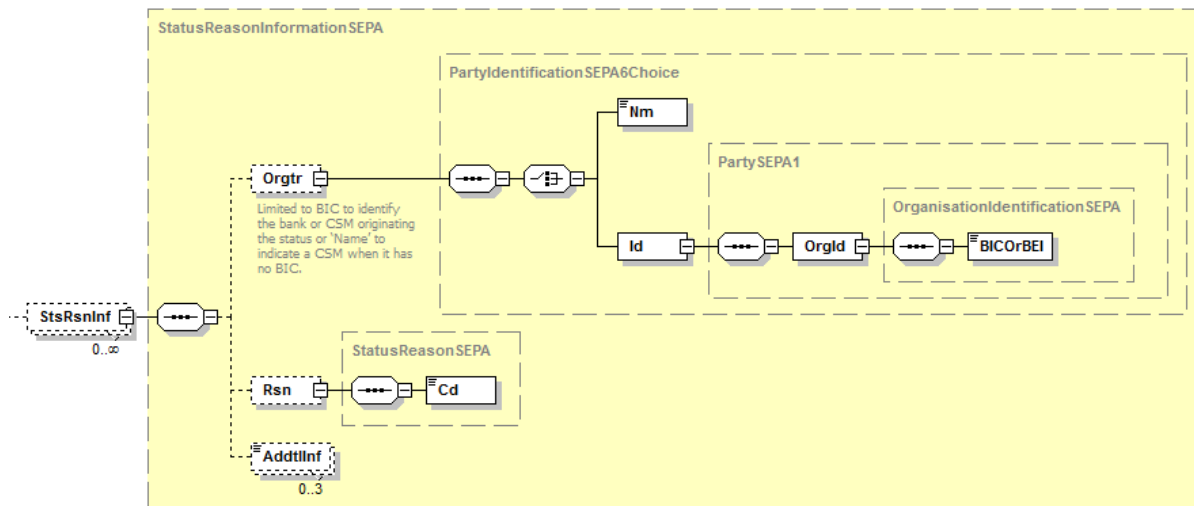 StatusReasonInformationSEPA
PartyIdentificationSEPA6Choice
Nm
PartySEPA1
Orgtr
OrganisationIdentificationSEPA
Limited to BIC to identify
the bank or CSM originating
the status or ‘Name’ to
indicate a CSM when it has
no BIC.
Id
OrgId
BICOrBEI
StsRsnInf
0..∞
StatusReasonSEPA
Rsn
Cd
AddtlInf
0..3